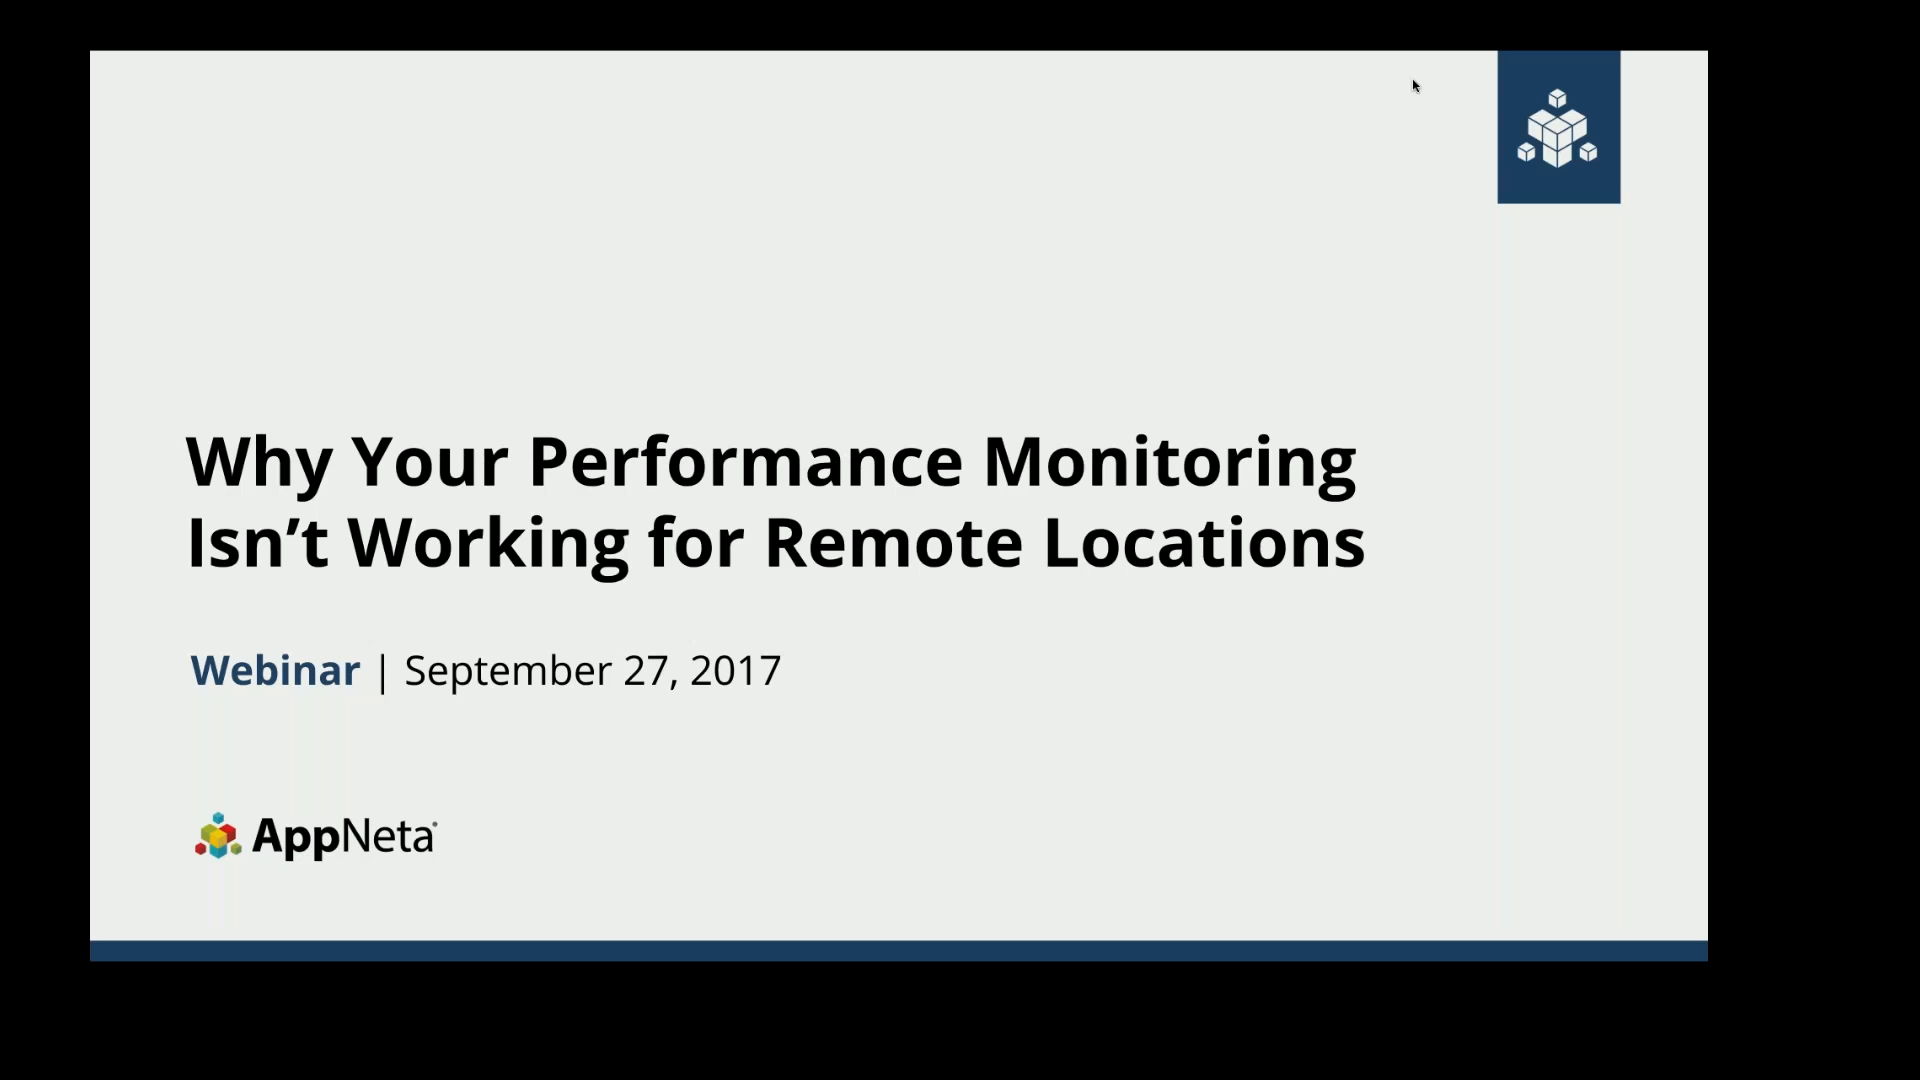 Why Your Performance Monitoring
Isn’t Working for Remote Locations
Webinar | September 27, 2017
AppNeta